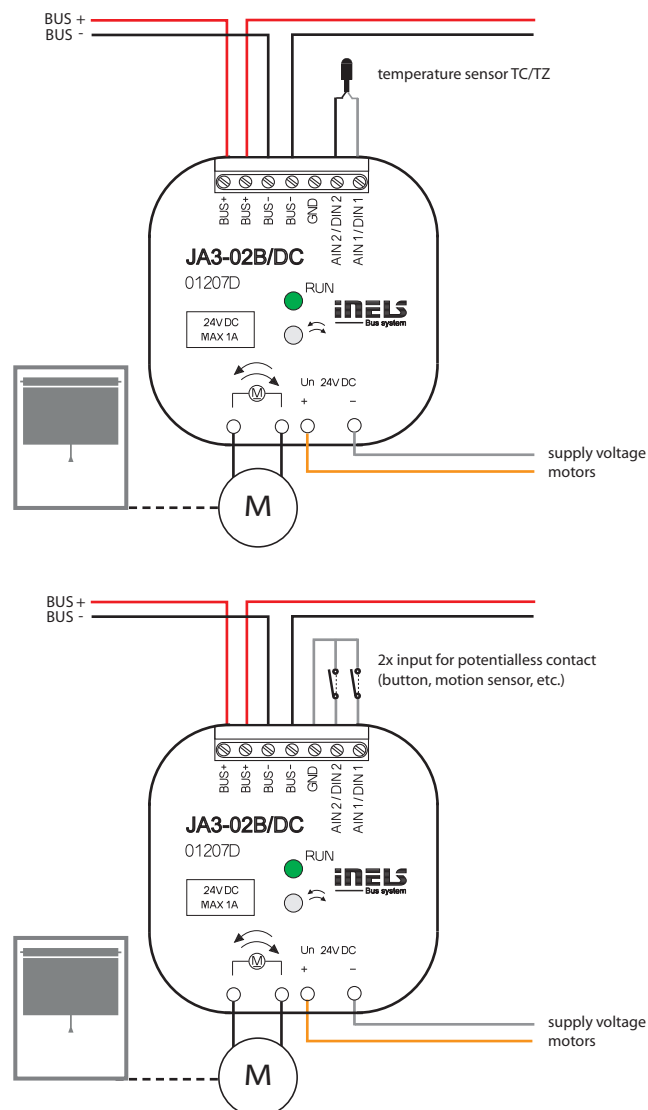 BUS +
BUS -
temperature sensor TC/TZ
BUS+
BUS+
BUS-
BUS-
GND
AIN 2 / DIN 2
AIN 1 / DIN 1
JA3-02B/DC
01207D
RUN
24V DC
MAX 1A
iNELS
Bus system
M
Un 24V DC
+ −
supply voltage
motors
M
BUS +
BUS -
2x input for potentialless contact
(button, motion sensor, etc.)
BUS+
BUS+
BUS-
BUS-
GND
AIN 2 / DIN 2
AIN 1 / DIN 1
JA3-02B/DC
01207D
RUN
24V DC
MAX 1A
iNELS
Bus system
M
Un 24V DC
+ −
supply voltage
motors
M